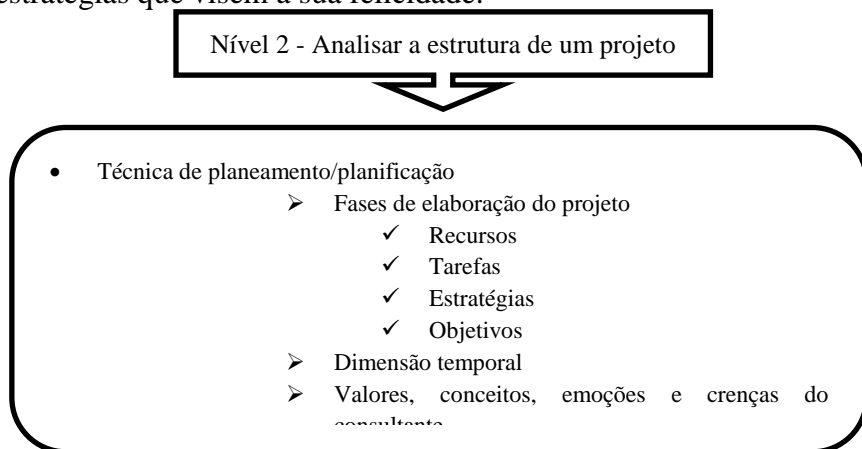 estratégias que visem a sua felicidade.
Nível 2 - Analisar a estrutura de um projeto
• Técnica de planeamento/planificação
➢ Fases de elaboração do projeto
✓ Recursos
✓ Tarefas
✓ Estratégias
✓ Objetivos
➢ Dimensão temporal
➢ Valores, conceitos, emoções e crenças do
consultante